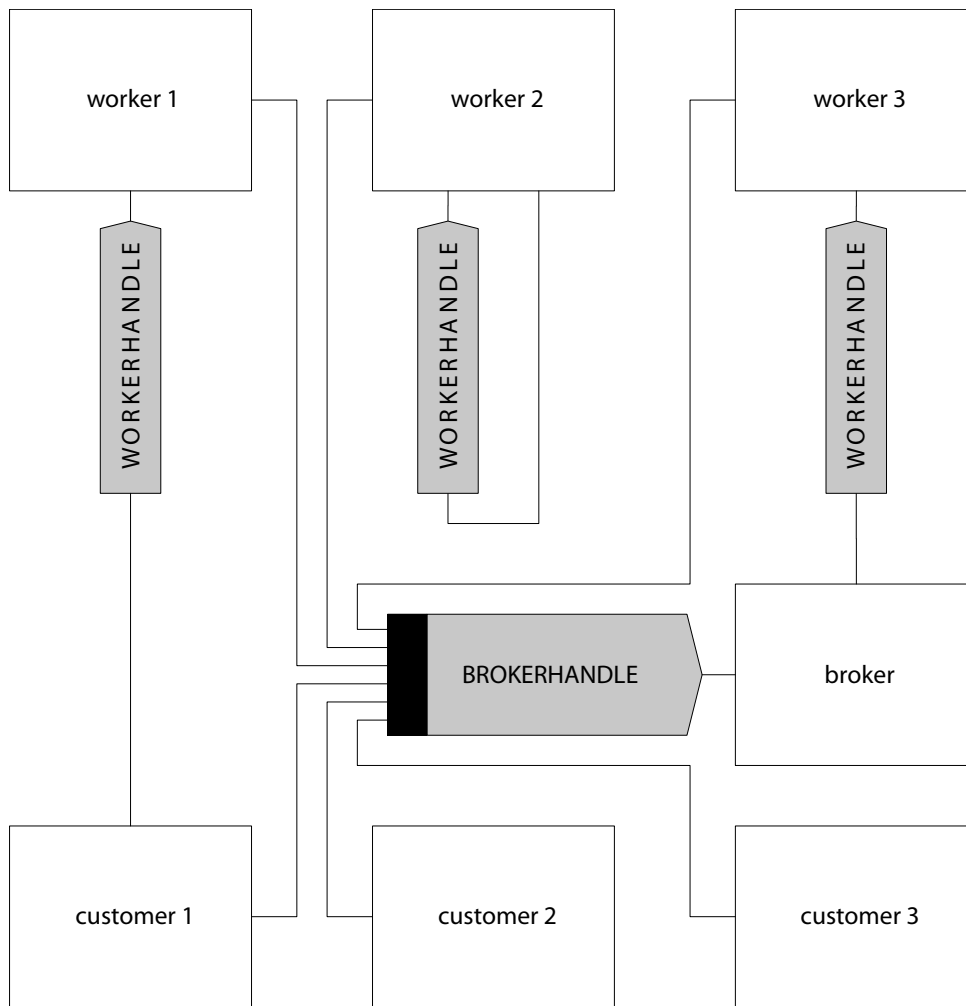 worker 1
worker 2
worker 3
WORKERHANDLE
WORKERHANDLE
WORKERHANDLE
BROKERHANDLE
broker
customer 1
customer 2
customer 3